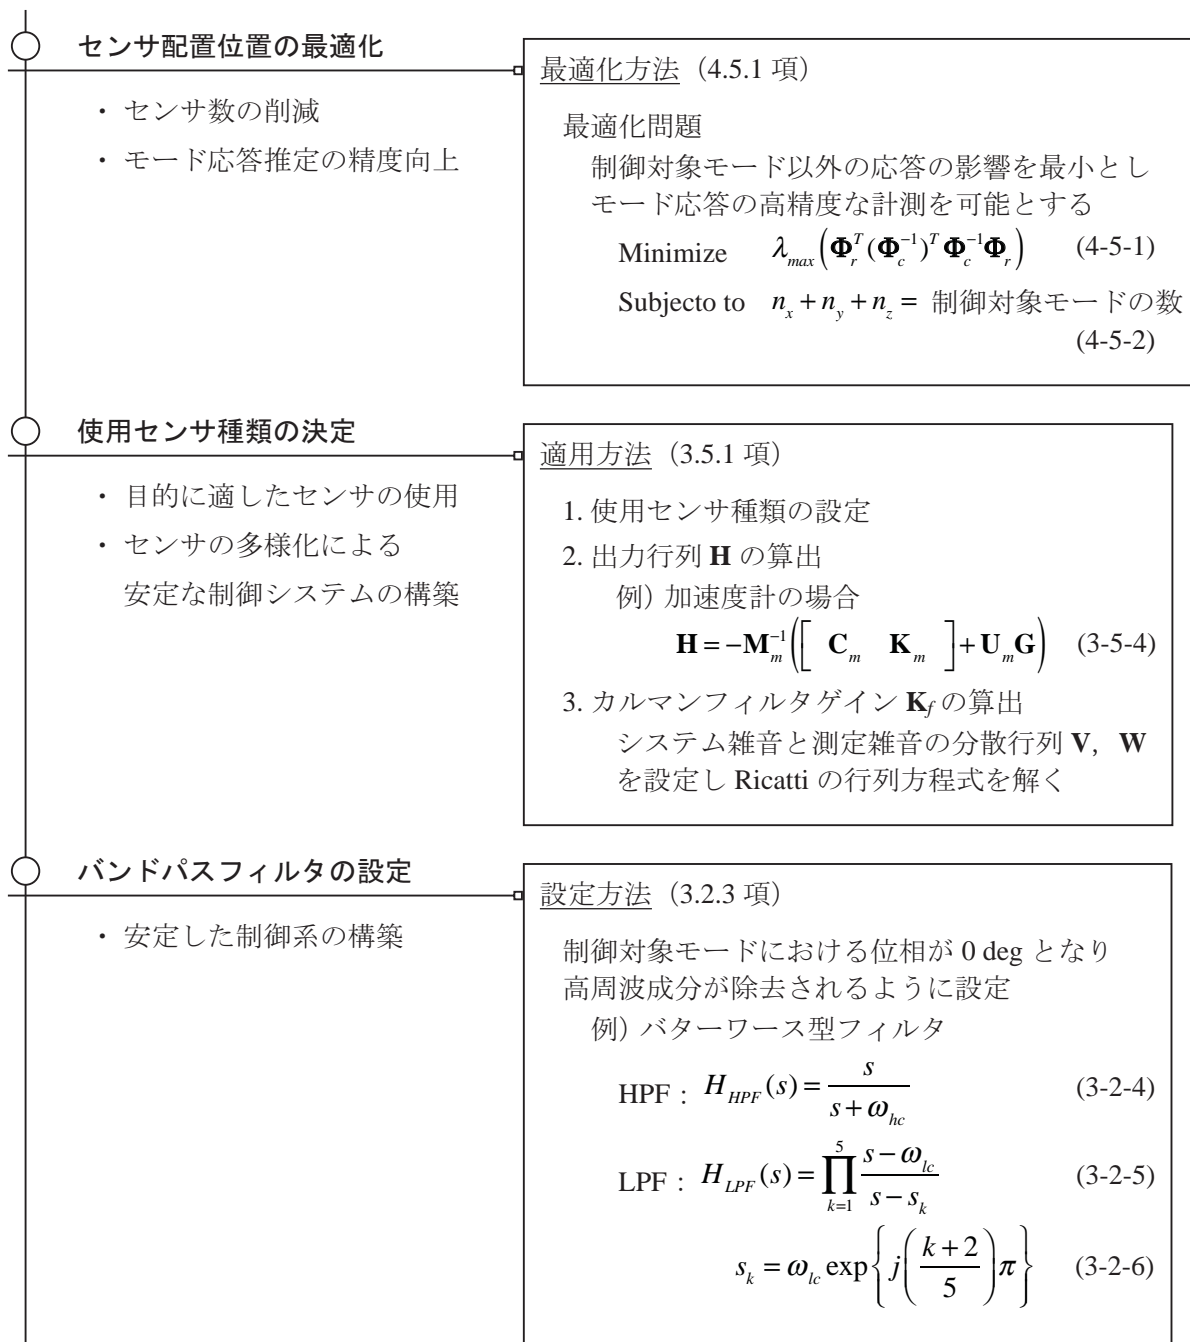 センサ配置位置の最適化
・ センサ数の削減
・ モード応答推定の精度向上
最適化方法（4.5.1 項）
最適化問題
制御対象モード以外の応答の影響を最小とし
モード応答の高精度な計測を可能とする
Minimize λ_max(Φ_r^T(Φ_c^{-1})^TΦ_c^{-1}Φ_r) (4-5-1)
Subjecto to n_x + n_y + n_z = 制御対象モードの数
(4-5-2)
使用センサ種類の決定
・ 目的に適したセンサの使用
・ センサの多様化による
安定な制御システムの構築
適用方法（3.5.1 項）
1. 使用センサ種類の設定
2. 出力行列 H の算出
例）加速度計の場合
H = −M_m^{-1}([ C_m K_m ] + U_mG) (3-5-4)
3. カルマンフィルタゲイン K_f の算出
システム雑音と測定雑音の分散行列 V，W
を設定し Ricatti の行列方程式を解く
バンドパスフィルタの設定
・ 安定した制御系の構築
設定方法（3.2.3 項）
制御対象モードにおける位相が 0 deg となり
高周波成分が除去されるように設定
例）バターワース型フィルタ
HPF : H_HPF(s) = s / (s + ω_hc) (3-2-4)
LPF : H_LPF(s) = ∏_{k=1}^{5} (s − ω_lc) / (s − s_k) (3-2-5)
s_k = ω_lc exp{j((k + 2) / 5)π} (3-2-6)